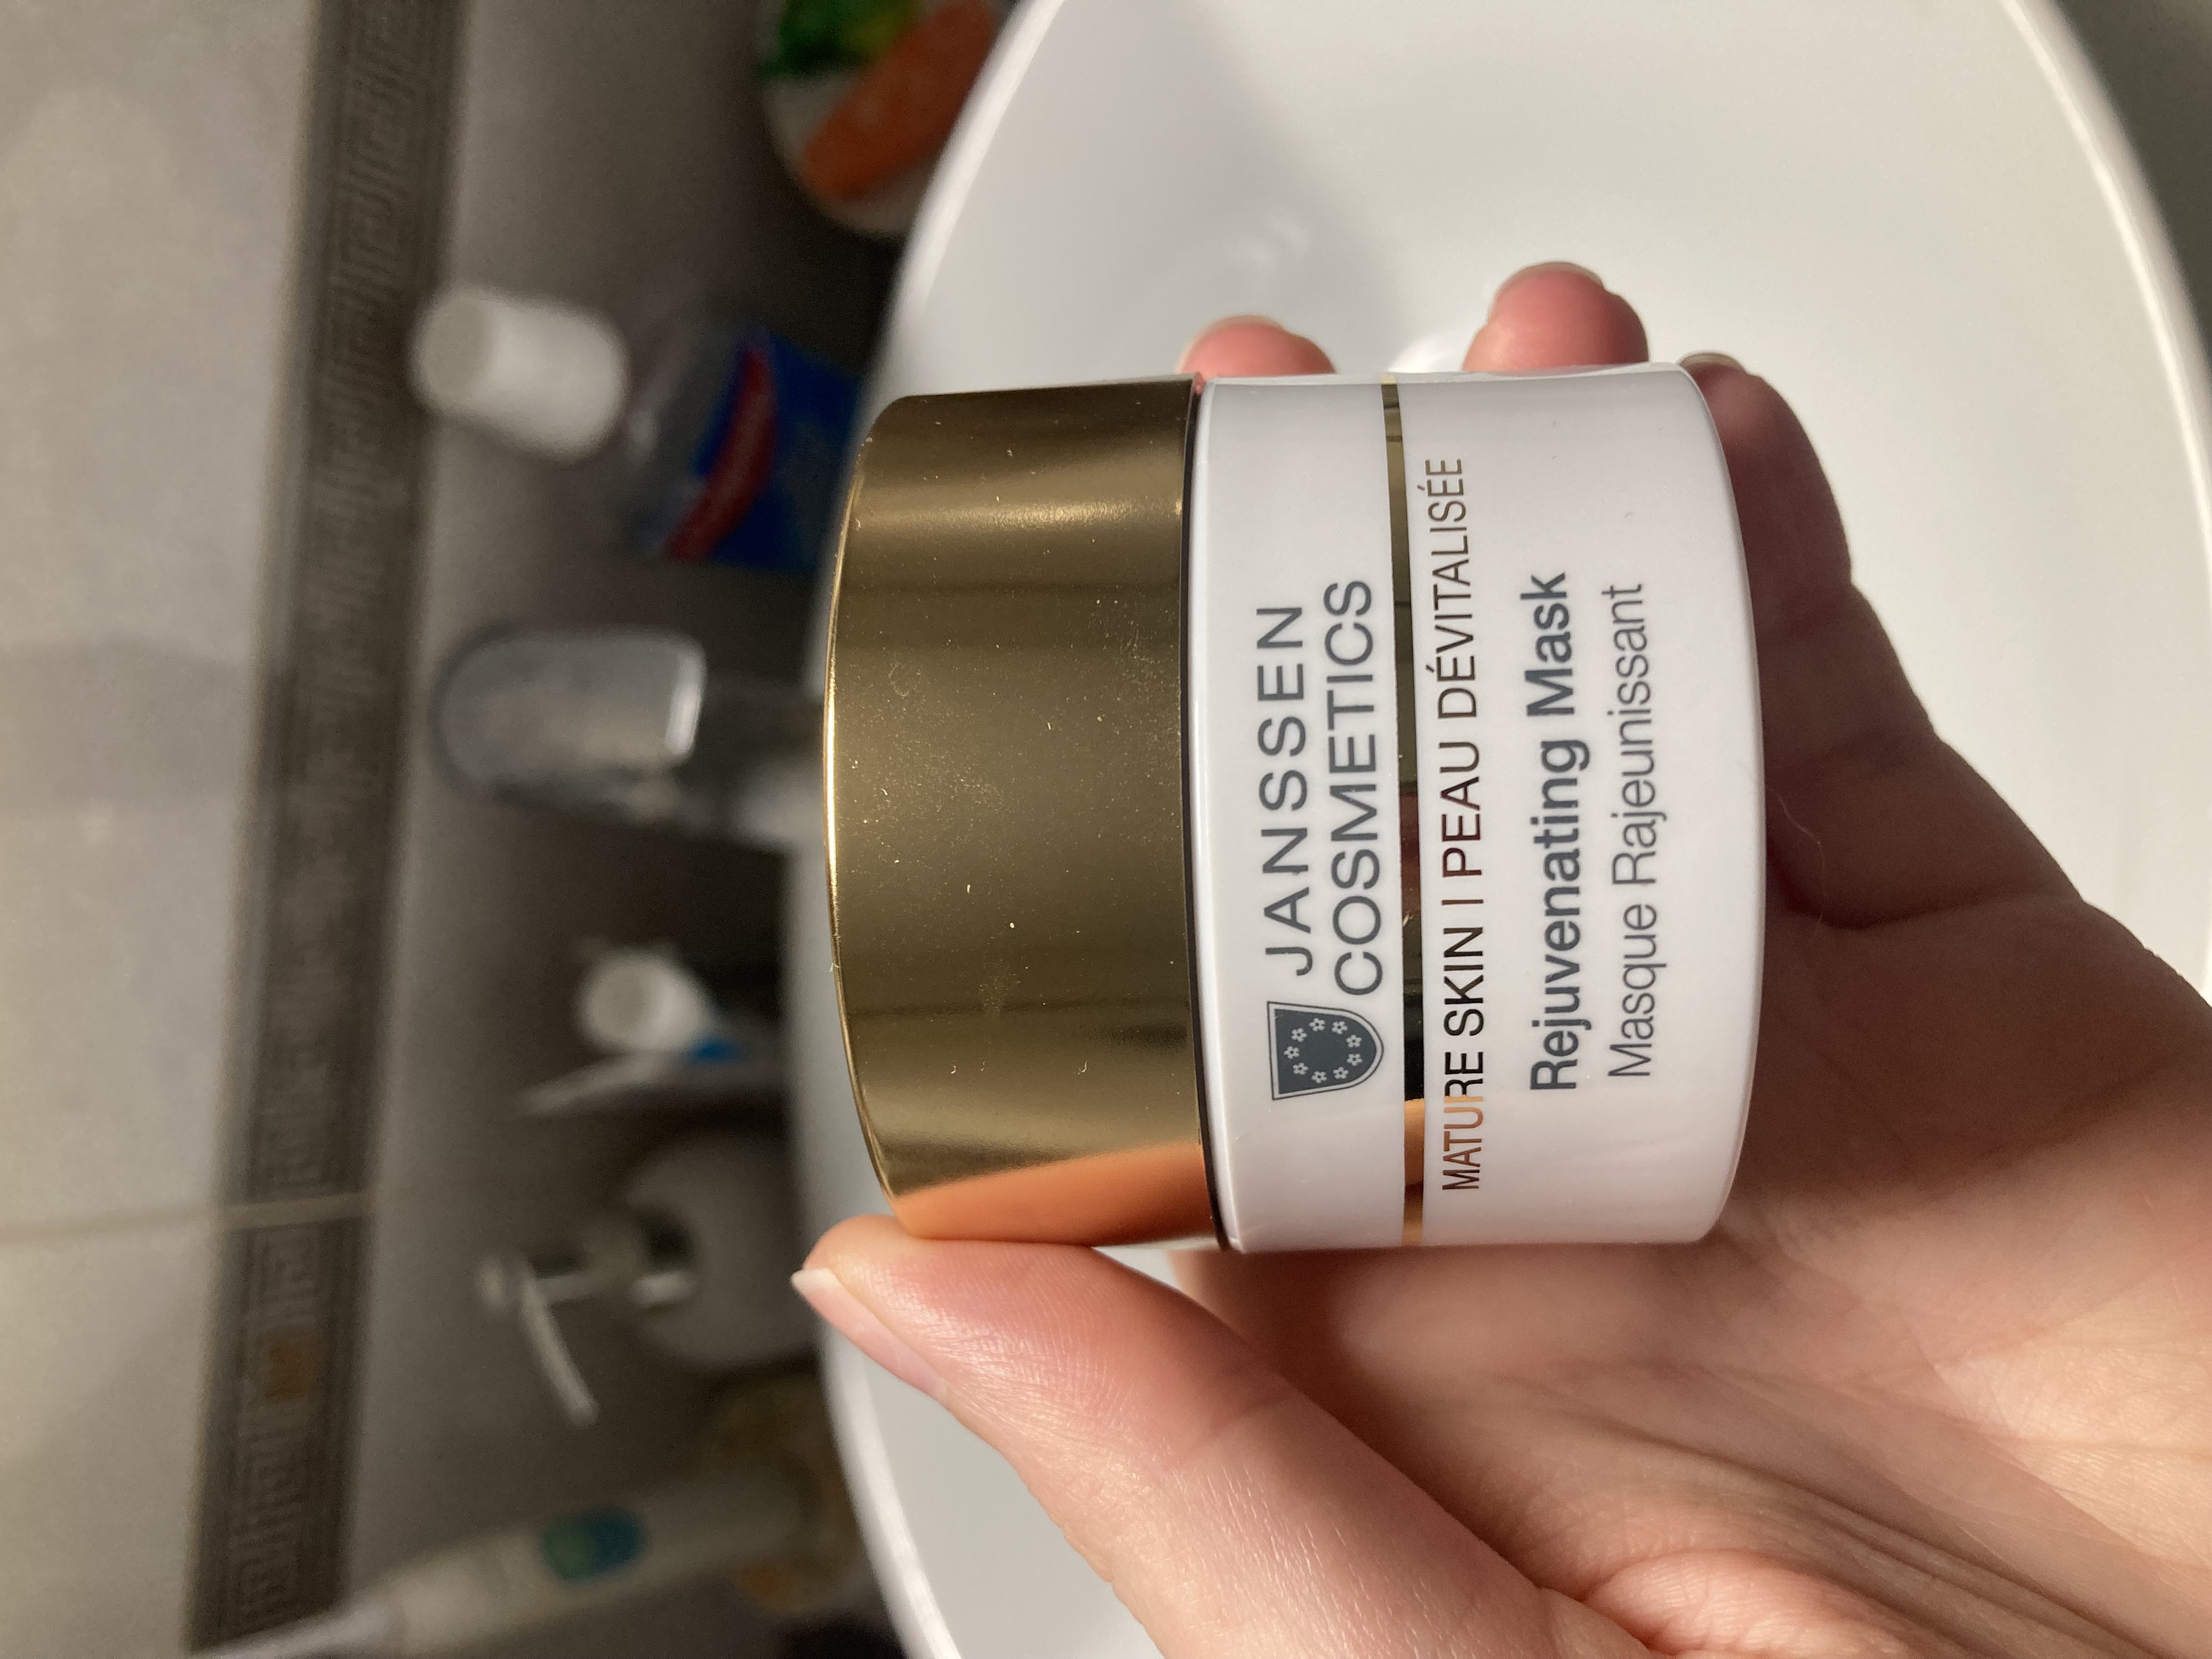 JANSSEN
COSMETICS
MATURE SKIN | PEAU DÉVITALISÉE
Rejuvenating Mask
Masque Rajeunissant